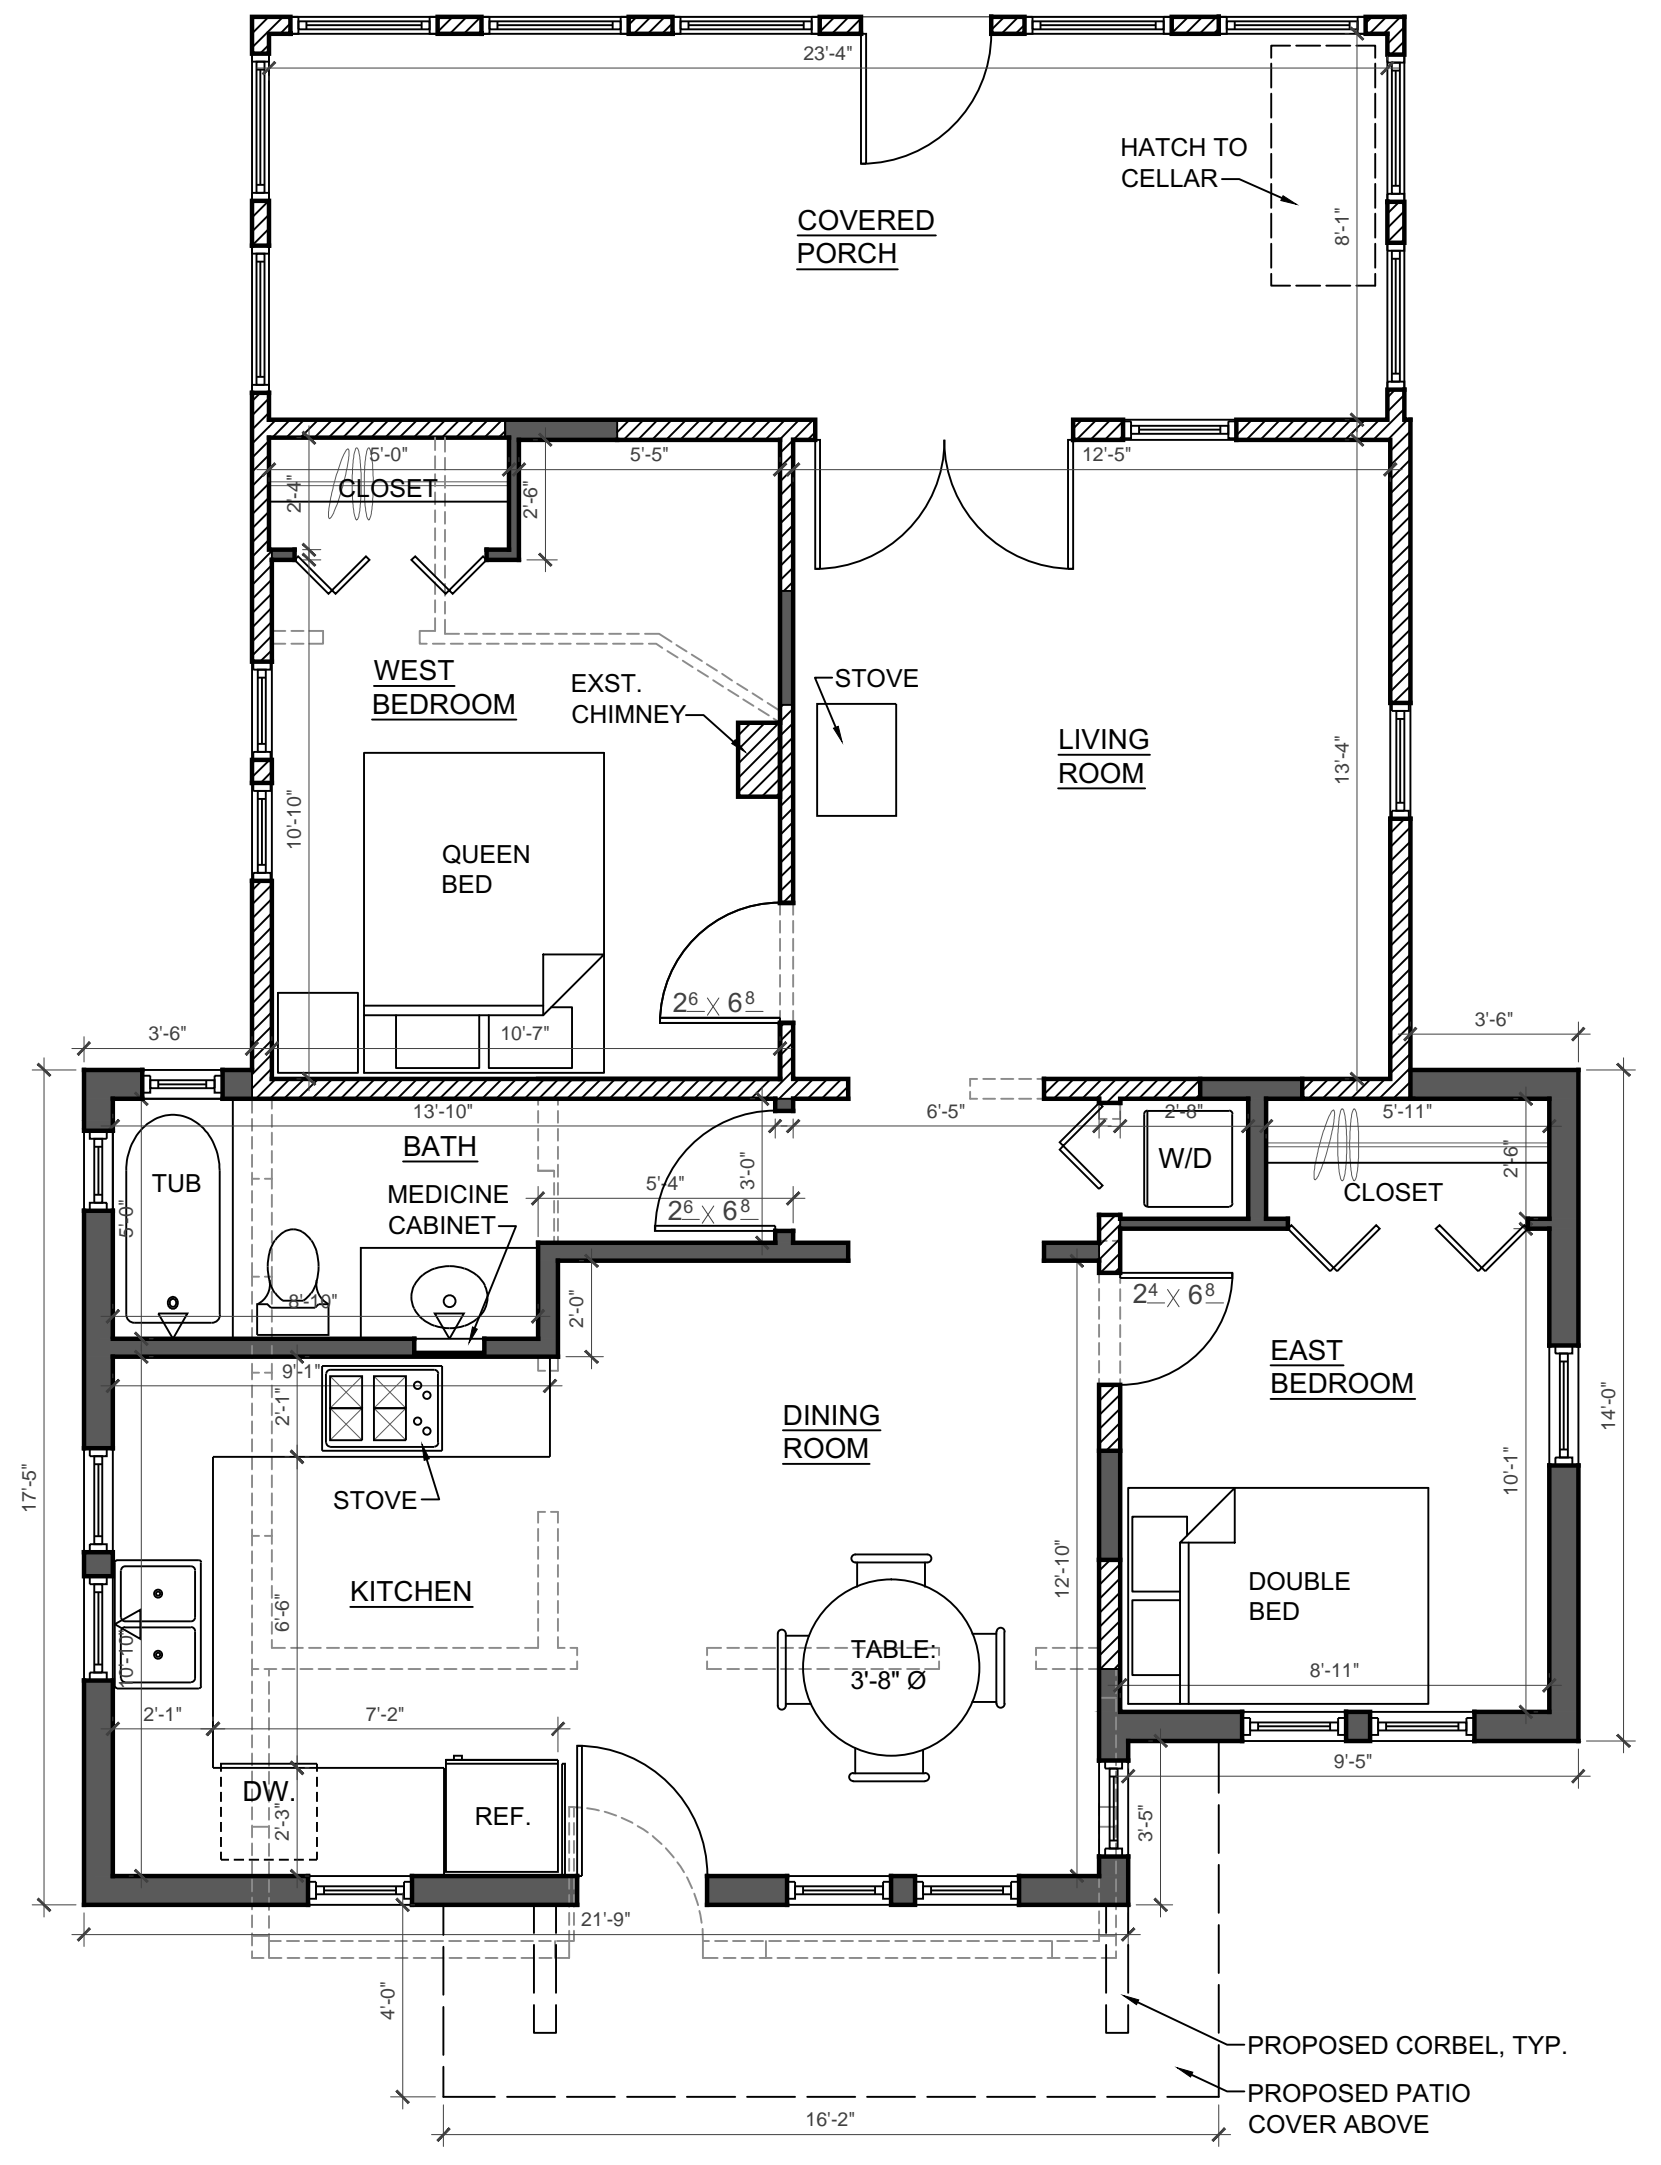 23'-4"
HATCH TO
CELLAR
8'-1"
COVERED
PORCH
5'-0"
5'-5"
12'-5"
2'-4"
CLOSET
2'-6"
WEST
BEDROOM
EXST.
CHIMNEY
STOVE
LIVING
ROOM
13'-4"
10'-10"
QUEEN
BED
2⁶ X 6⁸
3'-6"
10'-7"
3'-6"
13'-10"
6'-5"
2'-8"
5'-11"
BATH
TUB
MEDICINE
CABINET
5'-4"
3'-0"
W/D
2'-6"
CLOSET
5'-0"
2⁶ X 6⁸
8'-10"
2'-0"
2⁴ X 6⁸
EAST
BEDROOM
9'-1"
2'-1"
DINING
ROOM
14'-0"
17'-5"
STOVE
10'-1"
KITCHEN
12'-10"
DOUBLE
BED
6'-6"
10'-10"
TABLE:
3'-8" Ø
8'-11"
2'-1"
7'-2"
9'-5"
DW.
2'-3"
REF.
3'-5"
21'-9"
4'-0"
PROPOSED CORBEL, TYP.
PROPOSED PATIO
COVER ABOVE
16'-2"